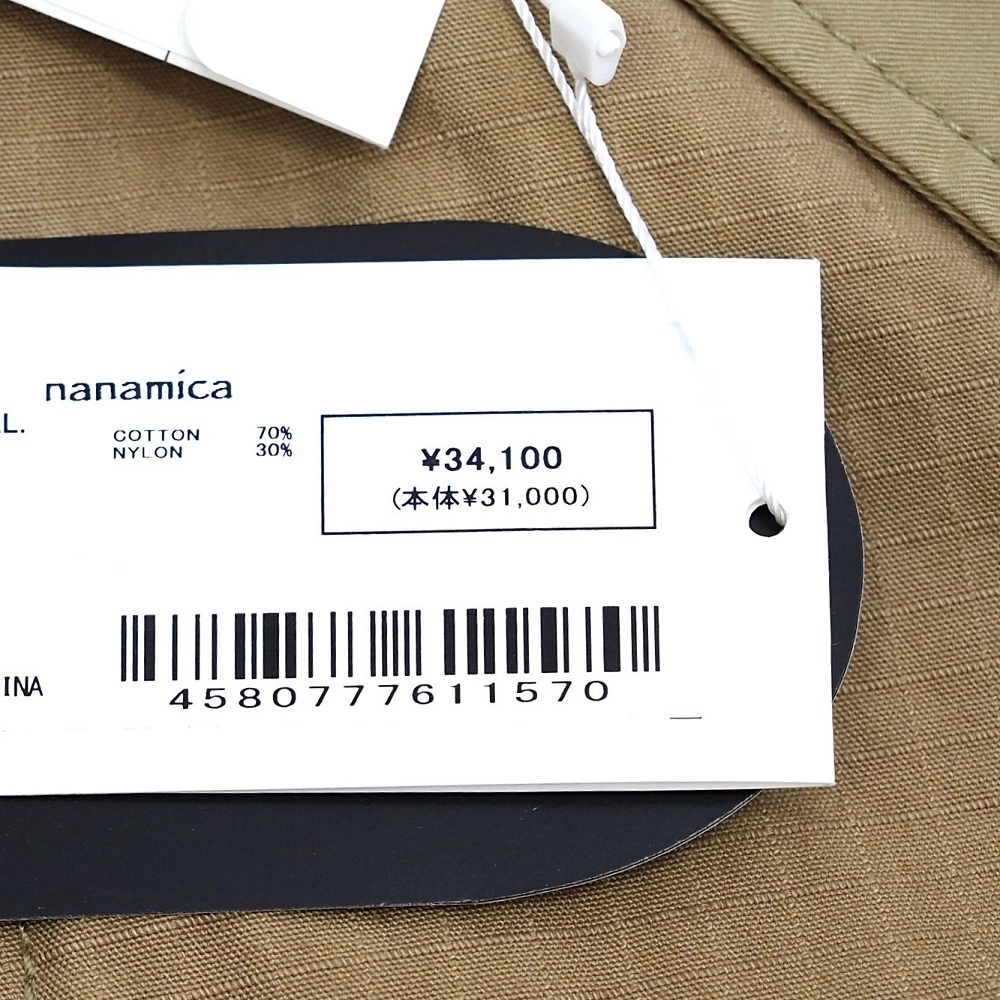 nanamica
L.
COTTON 70%
NYLON 30%
¥34,100
(本体¥31,000)
INA
4580777611570